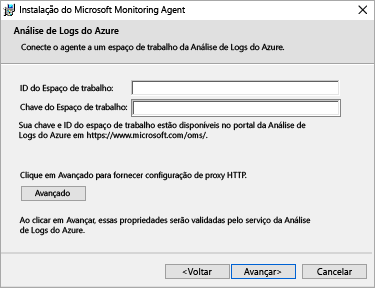 Instalação do Microsoft Monitoring Agent
Análise de Logs do Azure
Conecte o agente a um espaço de trabalho da Análise de Logs do Azure.
ID do Espaço de trabalho:
Chave do Espaço de trabalho:
Sua chave e ID do espaço de trabalho estão disponíveis no portal da Análise de
Logs do Azure em https://www.microsoft.com/oms/.
Clique em Avançado para fornecer configuração de proxy HTTP.
Avançado
Ao clicar em Avançar, essas propriedades serão validadas pelo serviço da Análise
de Logs do Azure.
<Voltar Avançar> Cancelar